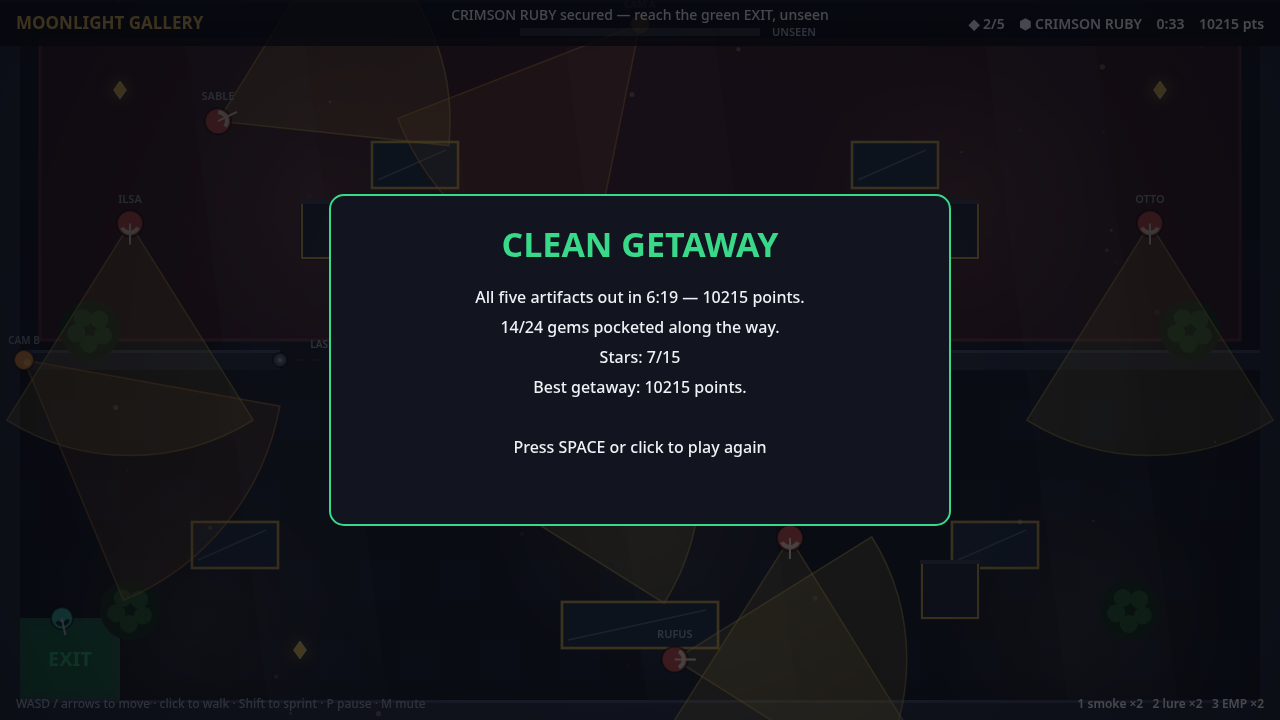 MOONLIGHT GALLERY
CRIMSON RUBY secured — reach the green EXIT, unseen
UNSEEN
◆ 2/5 ⬢ CRIMSON RUBY 0:33 10215 pts
SABLE
ILSA
OTTO
CAM B
LAS
CLEAN GETAWAY
All five artifacts out in 6:19 — 10215 points.
14/24 gems pocketed along the way.
Stars: 7/15
Best getaway: 10215 points.
Press SPACE or click to play again
RUFUS
EXIT
WASD / arrows to move · click to walk · Shift to sprint · P pause · M mute
1 smoke ×2 2 lure ×2 3 EMP ×2